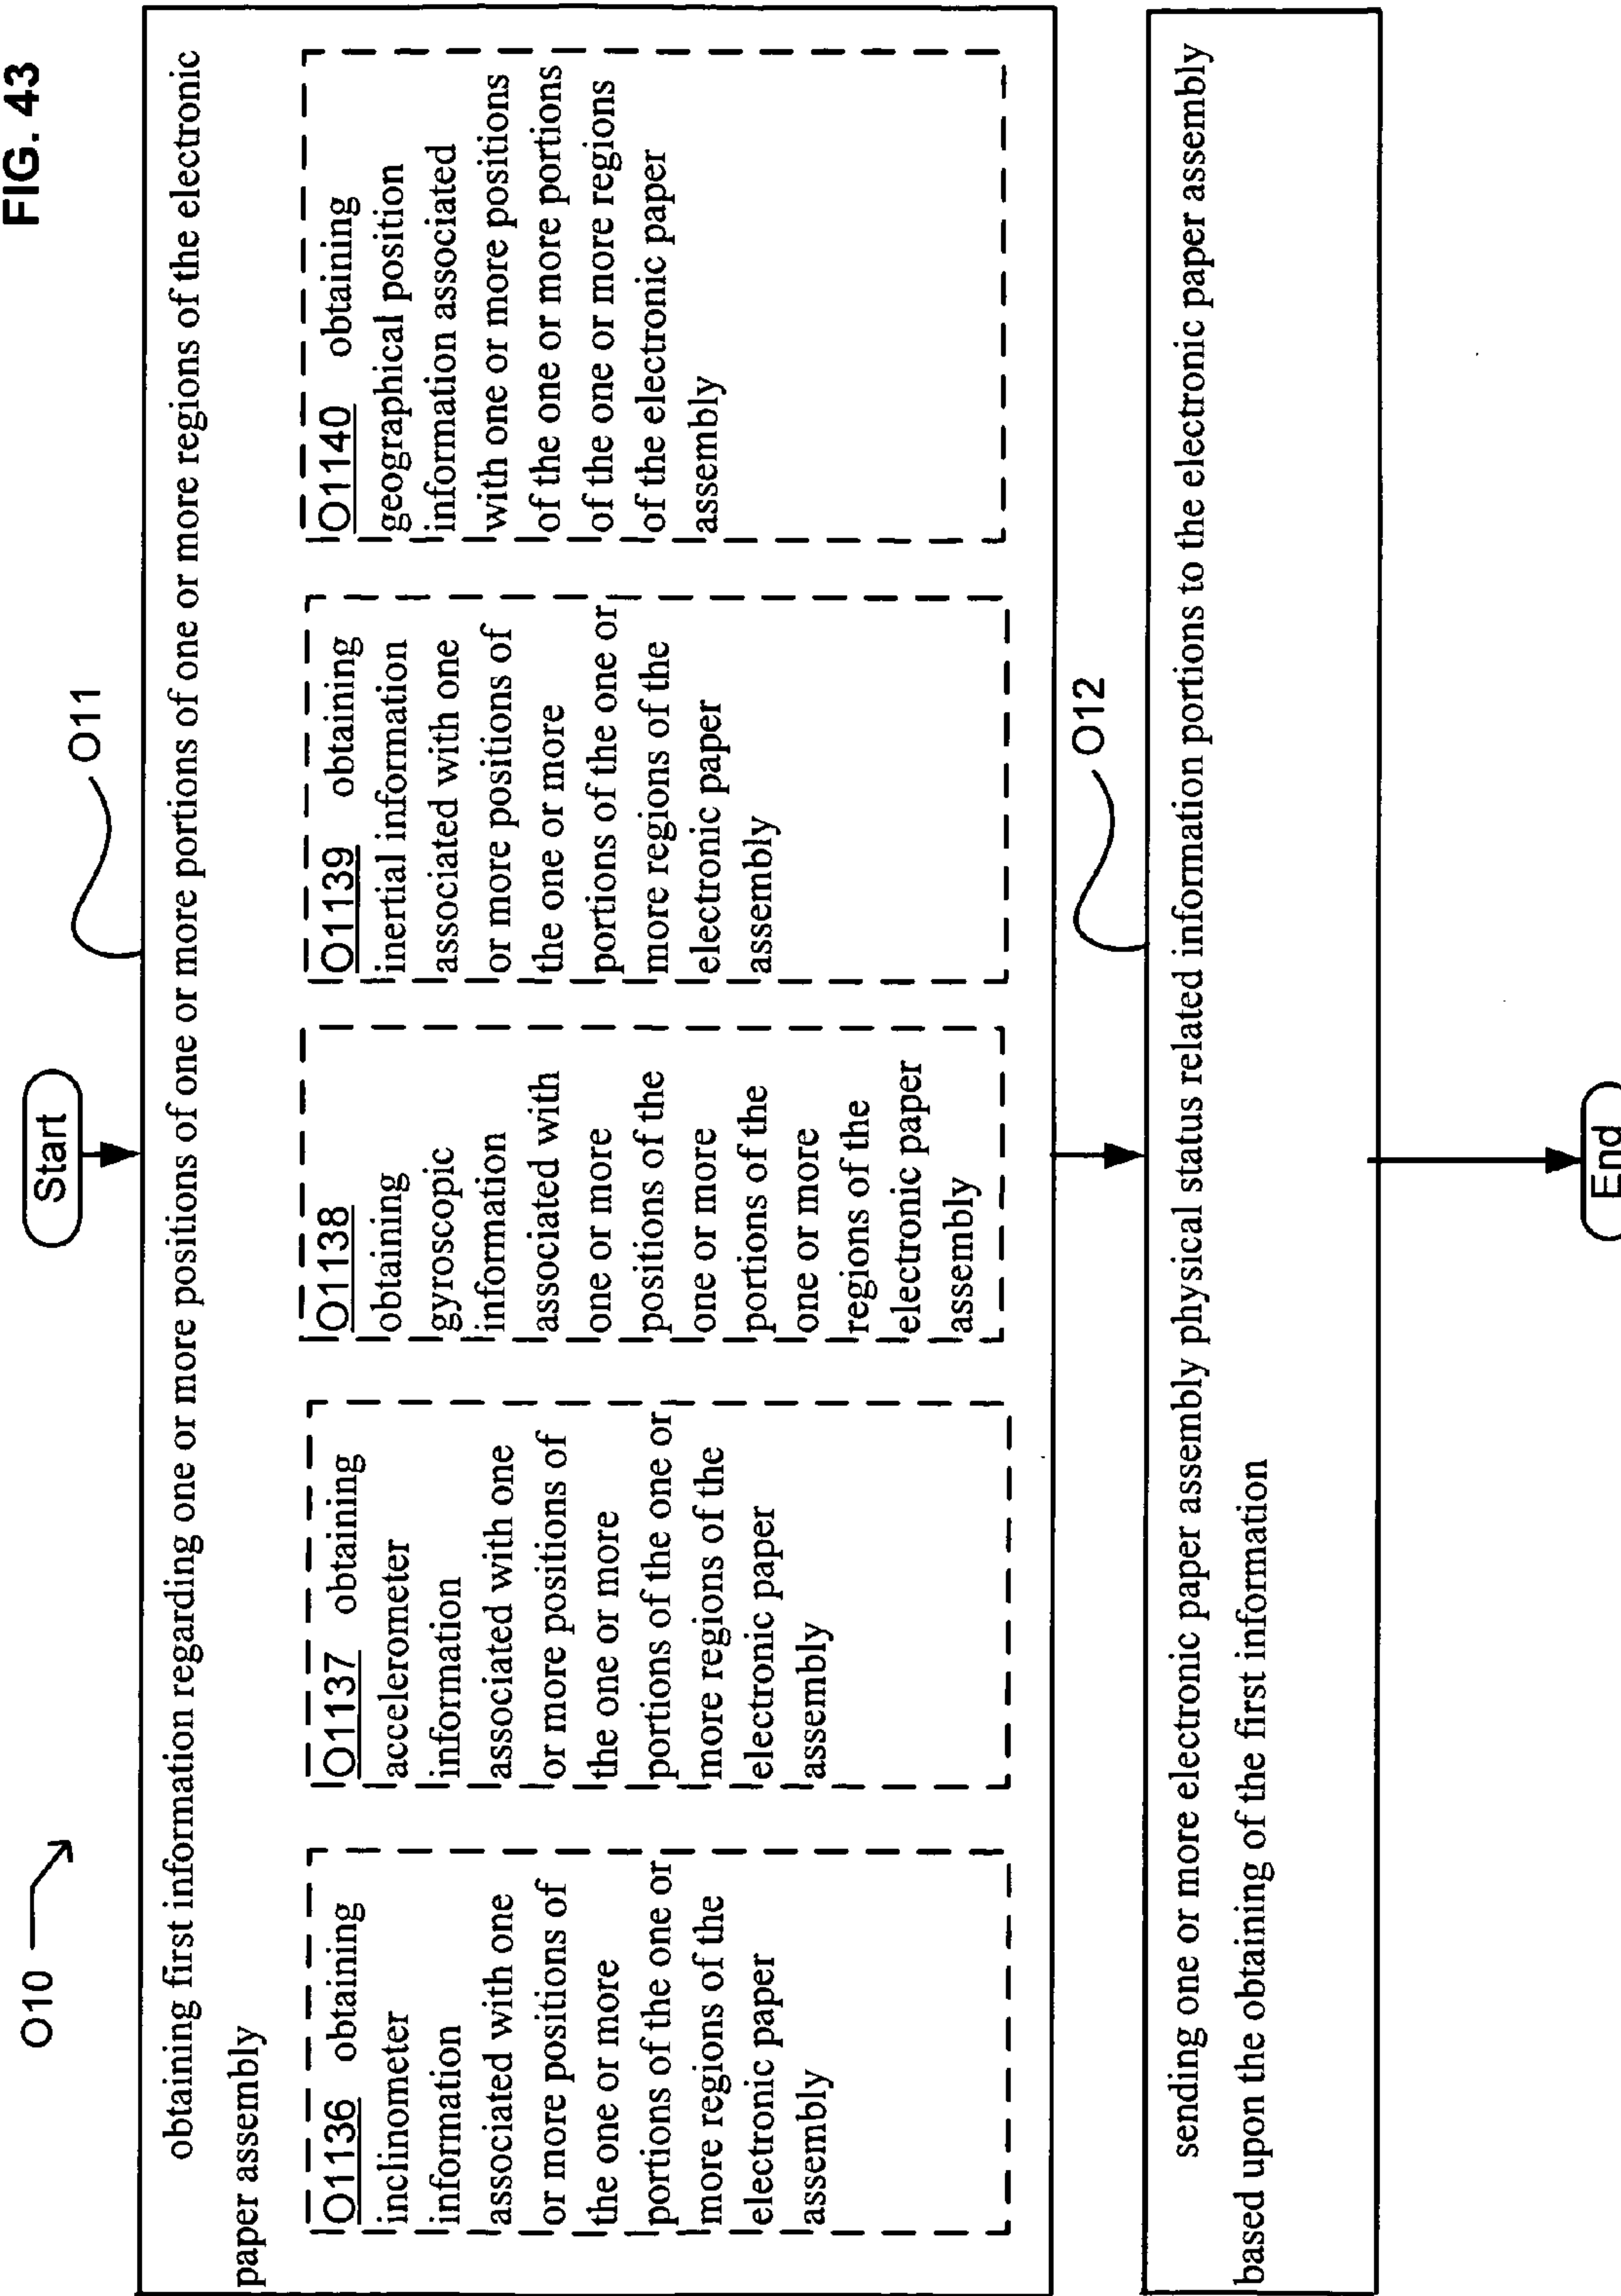 FIG. 43
O10
Start
O11
obtaining first information regarding one or more positions of one or more portions of one or more regions of the electronic
paper assembly
O1136 obtaining
inclinometer
information
associated with one
or more positions of
the one or more
portions of the one or
more regions of the
electronic paper
assembly
O1137 obtaining
accelerometer
information
associated with one
or more positions of
the one or more
portions of the one or
more regions of the
electronic paper
assembly
O1138
obtaining
gyroscopic
information
associated with
one or more
positions of the
one or more
portions of the
one or more
regions of the
electronic paper
assembly
O1139 obtaining
inertial information
associated with one
or more positions of
the one or more
portions of the one or
more regions of the
electronic paper
assembly
O1140 obtaining
geographical position
information associated
with one or more positions
of the one or more portions
of the one or more regions
of the electronic paper
assembly
O12
sending one or more electronic paper assembly physical status related information portions to the electronic paper assembly
based upon the obtaining of the first information
End